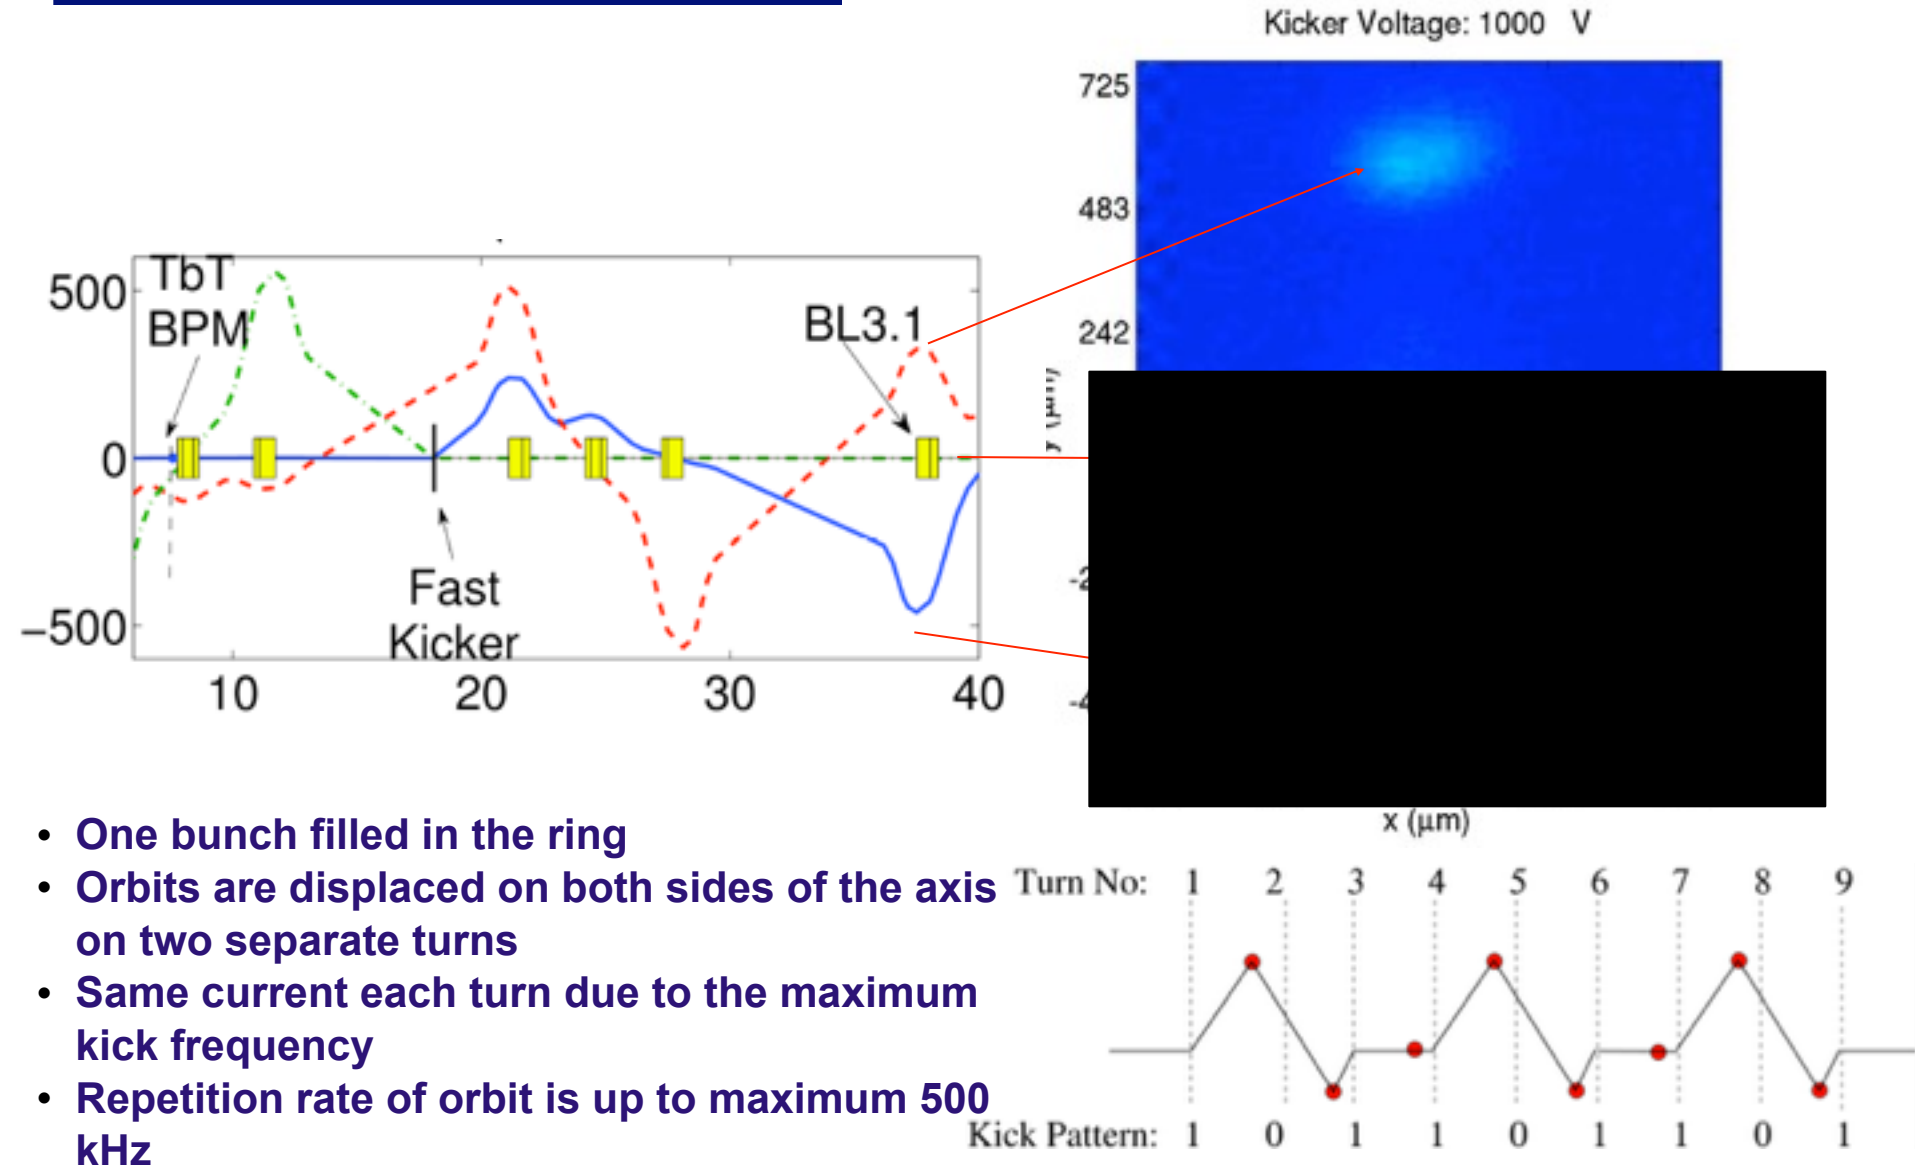 Kicker Voltage: 1000 V
725
483
242
y (μm)
x (μm)
TbT
BPM
BL3.1
Fast
Kicker
500
0
−500
10 20 30 40
• One bunch filled in the ring
• Orbits are displaced on both sides of the axis
on two separate turns
• Same current each turn due to the maximum
kick frequency
• Repetition rate of orbit is up to maximum 500
kHz
Turn No: 1 2 3 4 5 6 7 8 9
Kick Pattern: 1 0 1 1 0 1 1 0 1